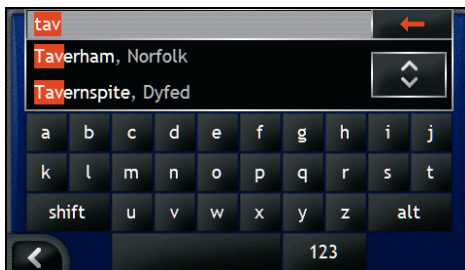 tav
Taverham, Norfolk
Tavernspite, Dyfed
a b c d e f g h i j
k l m n o p q r s t
shift u v w x y z alt
123